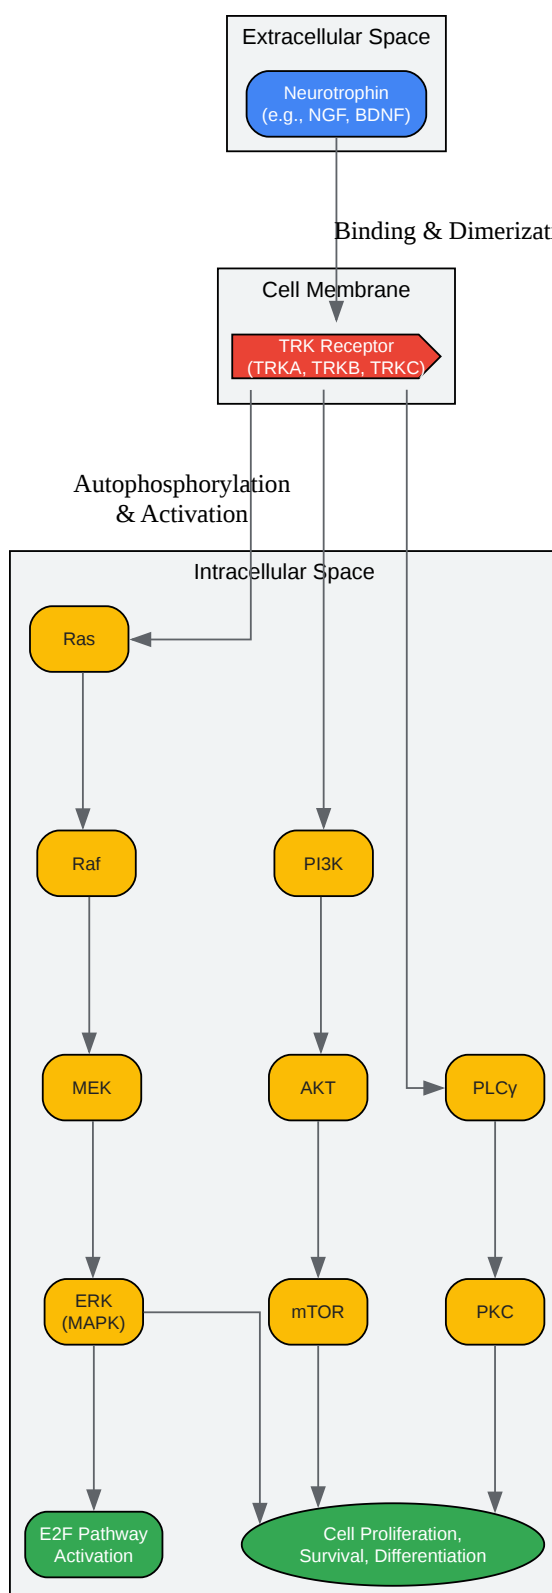 Extracellular Space
Neurotrophin
(e.g., NGF, BDNF)
Binding & Dimerizati
Cell Membrane
TRK Receptor
(TRKA, TRKB, TRKC)
Autophosphorylation
& Activation
Intracellular Space
Ras
Raf
PI3K
MEK
AKT
PLCγ
ERK
(MAPK)
mTOR
PKC
E2F Pathway
Activation
Cell Proliferation,
Survival, Differentiation